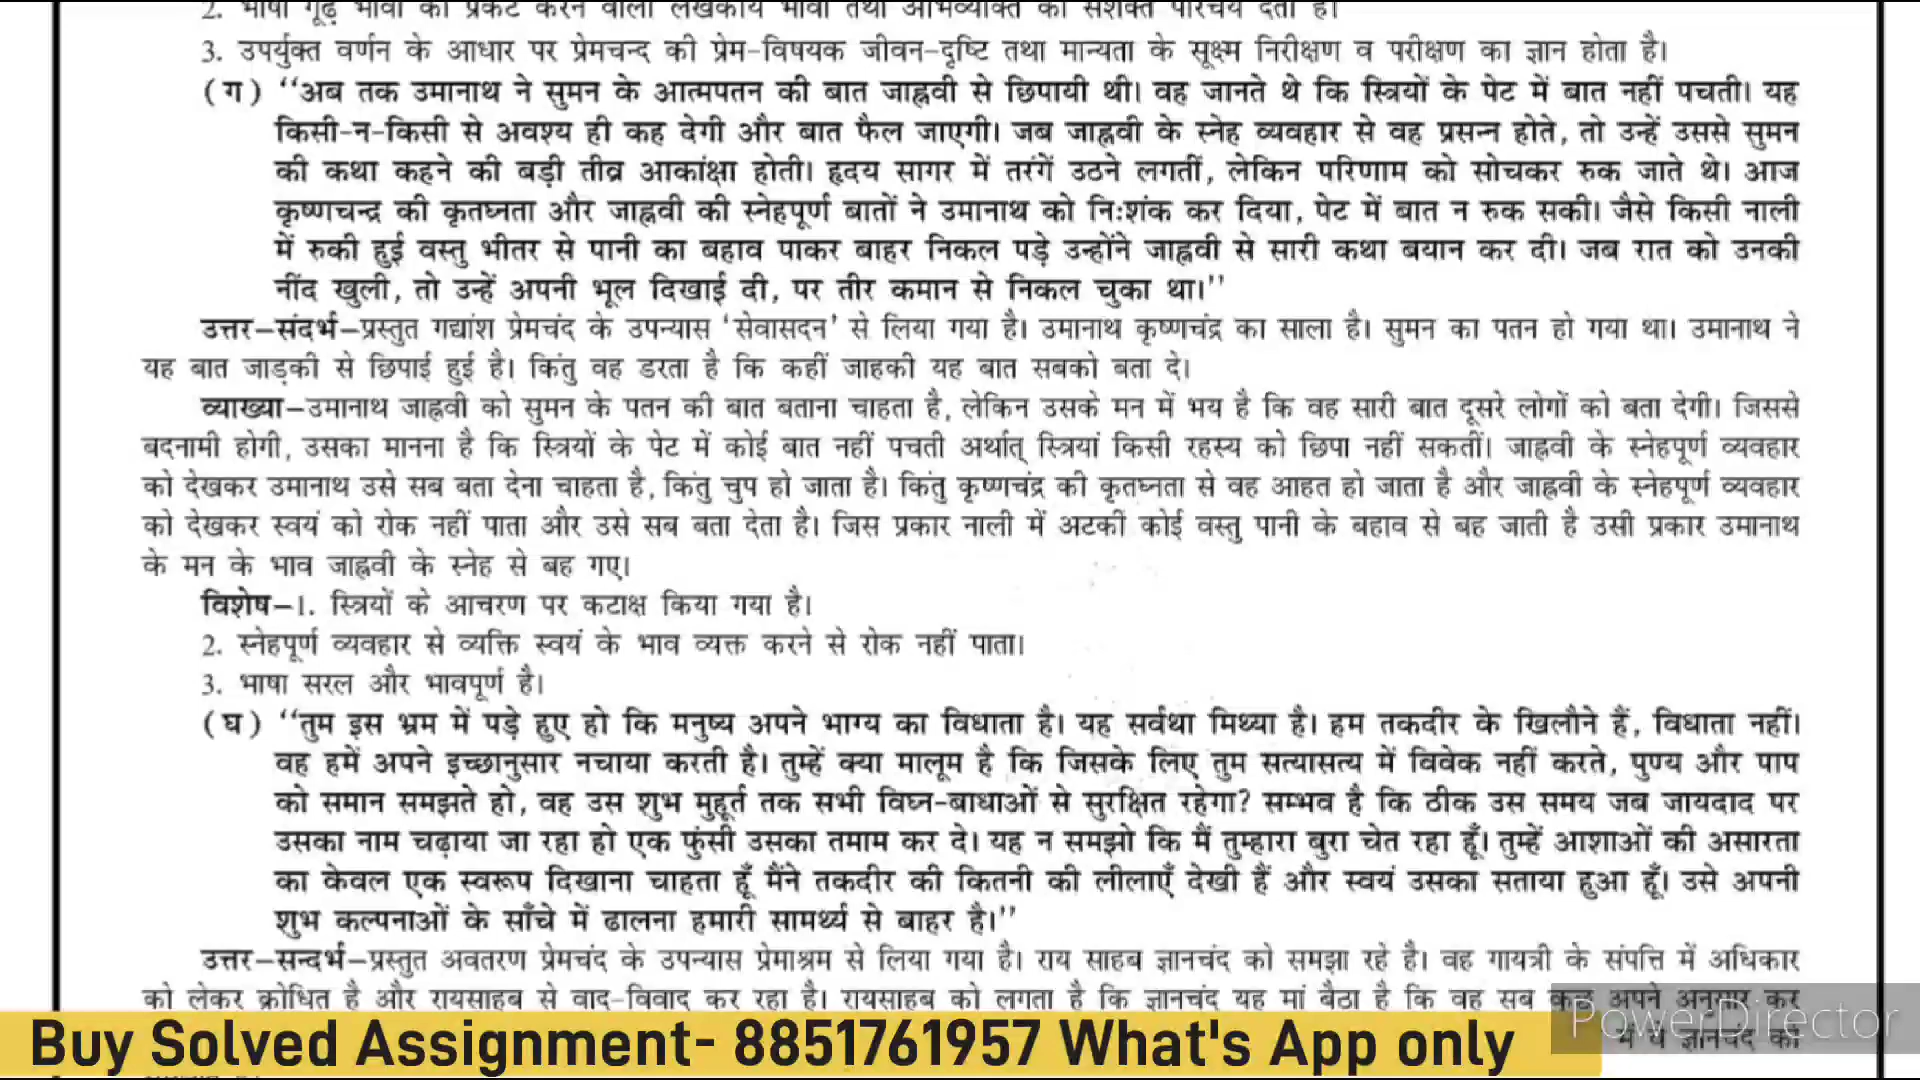 2. भाषा गूढ़ भावों को प्रकट करने वाली लेखकीय भावों तथा अभिव्यक्ति का सशक्त परिचय देती है।
3. उपर्युक्त वर्णन के आधार पर प्रेमचन्द की प्रेम-विषयक जीवन-दृष्टि तथा मान्यता के सूक्ष्म निरीक्षण व परीक्षण का ज्ञान होता है।
(ग) ‘‘अब तक उमानाथ ने सुमन के आत्मपतन की बात जाह्नवी से छिपायी थी। वह जानते थे कि स्त्रियों के पेट में बात नहीं पचती। यह
किसी-न-किसी से अवश्य ही कह देगी और बात फैल जाएगी। जब जाह्नवी के स्नेह व्यवहार से वह प्रसन्न होते, तो उन्हें उससे सुमन
की कथा कहने की बड़ी तीव्र आकांक्षा होती। हृदय सागर में तरंगें उठने लगतीं, लेकिन परिणाम को सोचकर रुक जाते थे। आज
कृष्णचन्द्र की कृतघ्नता और जाह्नवी की स्नेहपूर्ण बातों ने उमानाथ को निःशंक कर दिया, पेट में बात न रुक सकी। जैसे किसी नाली
में रुकी हुई वस्तु भीतर से पानी का बहाव पाकर बाहर निकल पड़े उन्होंने जाह्नवी से सारी कथा बयान कर दी। जब रात को उनकी
नींद खुली, तो उन्हें अपनी भूल दिखाई दी, पर तीर कमान से निकल चुका था।’’
उत्तर–संदर्भ–प्रस्तुत गद्यांश प्रेमचंद के उपन्यास ‘सेवासदन’ से लिया गया है। उमानाथ कृष्णचंद्र का साला है। सुमन का पतन हो गया था। उमानाथ ने
यह बात जाड़की से छिपाई हुई है। किंतु वह डरता है कि कहीं जाहकी यह बात सबको बता दे।
व्याख्या–उमानाथ जाह्नवी को सुमन के पतन की बात बताना चाहता है, लेकिन उसके मन में भय है कि वह सारी बात दूसरे लोगों को बता देगी। जिससे
बदनामी होगी, उसका मानना है कि स्त्रियों के पेट में कोई बात नहीं पचती अर्थात् स्त्रियां किसी रहस्य को छिपा नहीं सकतीं। जाह्नवी के स्नेहपूर्ण व्यवहार
को देखकर उमानाथ उसे सब बता देना चाहता है, किंतु चुप हो जाता है। किंतु कृष्णचंद्र की कृतघ्नता से वह आहत हो जाता है और जाह्नवी के स्नेहपूर्ण व्यवहार
को देखकर स्वयं को रोक नहीं पाता और उसे सब बता देता है। जिस प्रकार नाली में अटकी कोई वस्तु पानी के बहाव से बह जाती है उसी प्रकार उमानाथ
के मन के भाव जाह्नवी के स्नेह से बह गए।
विशेष–1. स्त्रियों के आचरण पर कटाक्ष किया गया है।
2. स्नेहपूर्ण व्यवहार से व्यक्ति स्वयं के भाव व्यक्त करने से रोक नहीं पाता।
3. भाषा सरल और भावपूर्ण है।
(घ) ‘‘तुम इस भ्रम में पड़े हुए हो कि मनुष्य अपने भाग्य का विधाता है। यह सर्वथा मिथ्या है। हम तकदीर के खिलौने हैं, विधाता नहीं।
वह हमें अपने इच्छानुसार नचाया करती है। तुम्हें क्या मालूम है कि जिसके लिए तुम सत्यासत्य में विवेक नहीं करते, पुण्य और पाप
को समान समझते हो, वह उस शुभ मुहूर्त तक सभी विघ्न-बाधाओं से सुरक्षित रहेगा? सम्भव है कि ठीक उस समय जब जायदाद पर
उसका नाम चढ़ाया जा रहा हो एक फुंसी उसका तमाम कर दे। यह न समझो कि मैं तुम्हारा बुरा चेत रहा हूँ। तुम्हें आशाओं की असारता
का केवल एक स्वरूप दिखाना चाहता हूँ मैंने तकदीर की कितनी की लीलाएँ देखी हैं और स्वयं उसका सताया हुआ हूँ। उसे अपनी
शुभ कल्पनाओं के साँचे में ढालना हमारी सामर्थ्य से बाहर है।’’
उत्तर–सन्दर्भ–प्रस्तुत अवतरण प्रेमचंद के उपन्यास प्रेमाश्रम से लिया गया है। राय साहब ज्ञानचंद को समझा रहे है। वह गायत्री के संपत्ति में अधिकार
को लेकर क्रोधित है और रायसाहब से वाद-विवाद कर रहा है। रायसाहब को लगता है कि ज्ञानचंद यह मां बैठा है कि वह सब कुछ अपने अनुसार कर
ज्ञानचंद को
Buy Solved Assignment- 8851761957 What's App only
PowerDirector